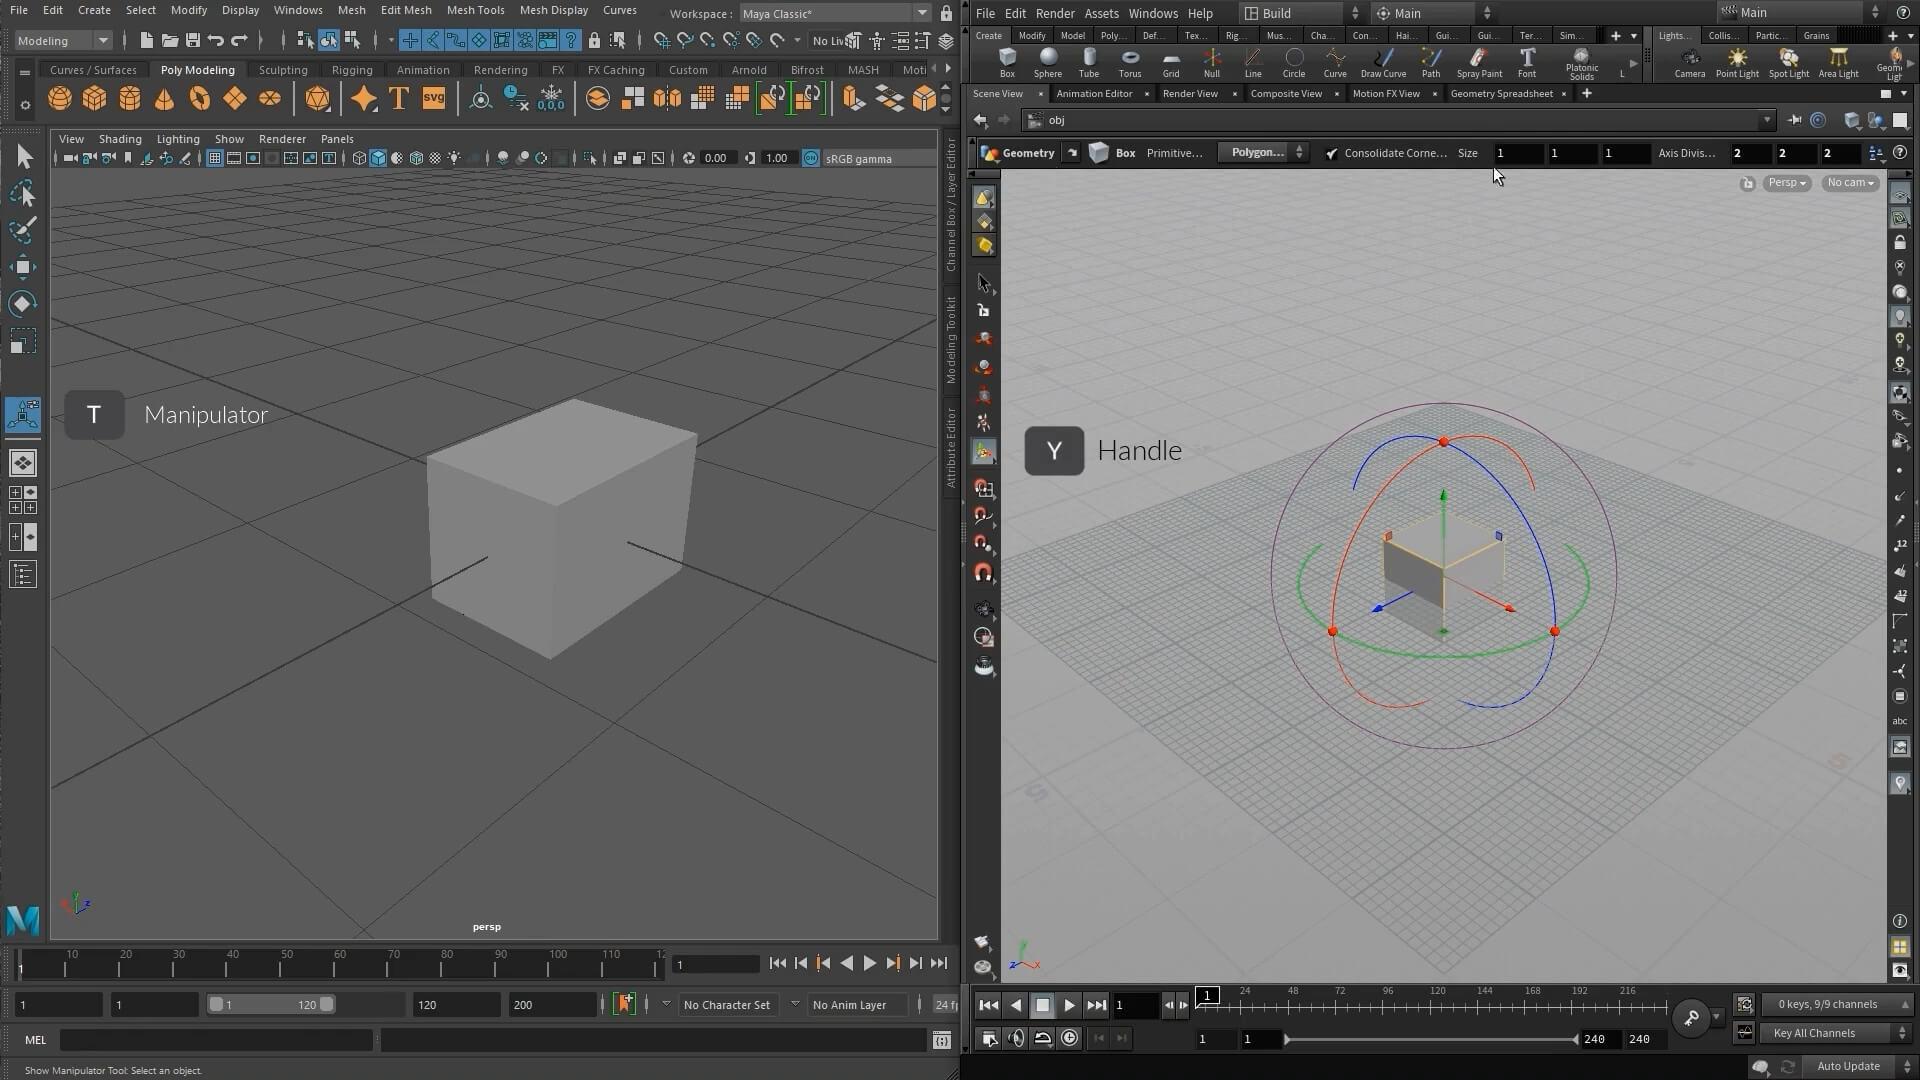 File Edit Create Select Modify Display Windows Mesh Edit Mesh Mesh Tools Mesh Display Curves Workspace : Maya Classic*
Modeling No Liv
Curves / Surfaces Poly Modeling Sculpting Rigging Animation Rendering FX FX Caching Custom Arnold Bifrost MASH Moti
T svg 0,0,0
View Shading Lighting Show Renderer Panels
0.00 1.00 sRGB gamma
Channel Box / Layer Editor
Modeling Toolkit
Attribute Editor
T Manipulator
persp
10 20 30 40 50 60 70 80 90 100 110 12
1 1
1 1 1 120 120 200 No Character Set No Anim Layer 24 f
MEL
Show Manipulator Tool: Select an object.
File Edit Render Assets Windows Help Build Main Main
Create Modify Model Poly... Def... Tex... Rig... Mus... Cha... Con... Hai... Gui... Gui... Ter... Sim... Lights... Collis... Partic... Grains
Box Sphere Tube Torus Grid Null Line Circle Curve Draw Curve Path Spray Paint Font Platonic Solids L Camera Point Light Spot Light Area Light Geome Ligh
Scene View Animation Editor Render View Composite View Motion FX View Geometry Spreadsheet
obj
Geometry Box Primitive... Polygon... Consolidate Corne... Size 1 1 1 Axis Divis... 2 2 2
Persp No cam
Y Handle
12
12
abc
z x
1 1 24 48 72 96 120 144 168 192 216 0 keys, 9/9 channels
1 1 240 240 Key All Channels
Auto Update